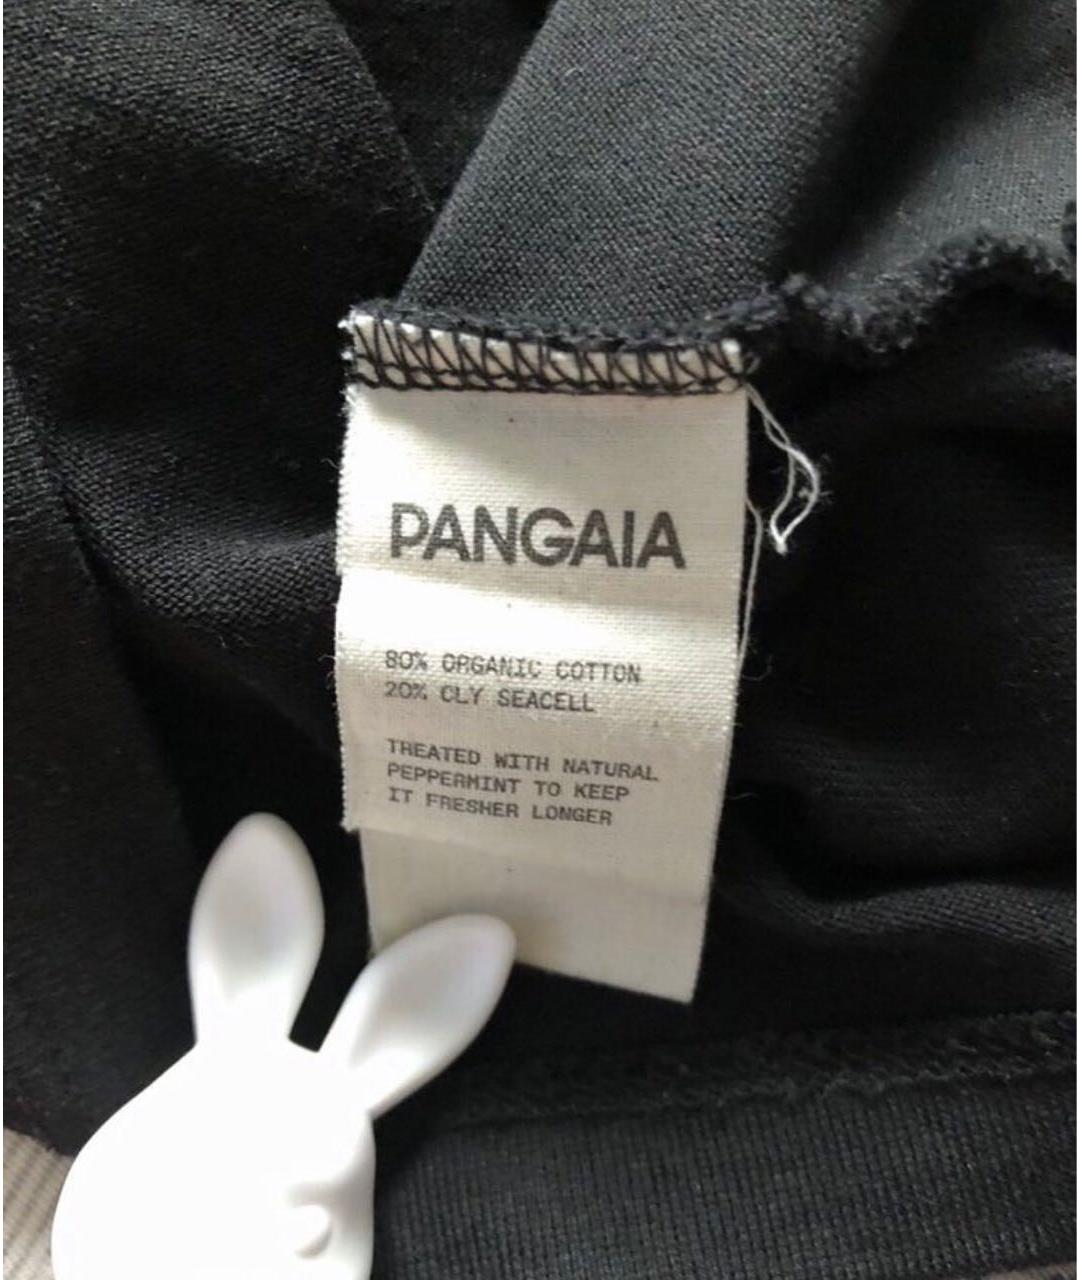 PANGAIA
80% ORGANIC COTTON
20% CLY SEACELL
TREATED WITH NATURAL
PEPPERMINT TO KEEP
IT FRESHER LONGER